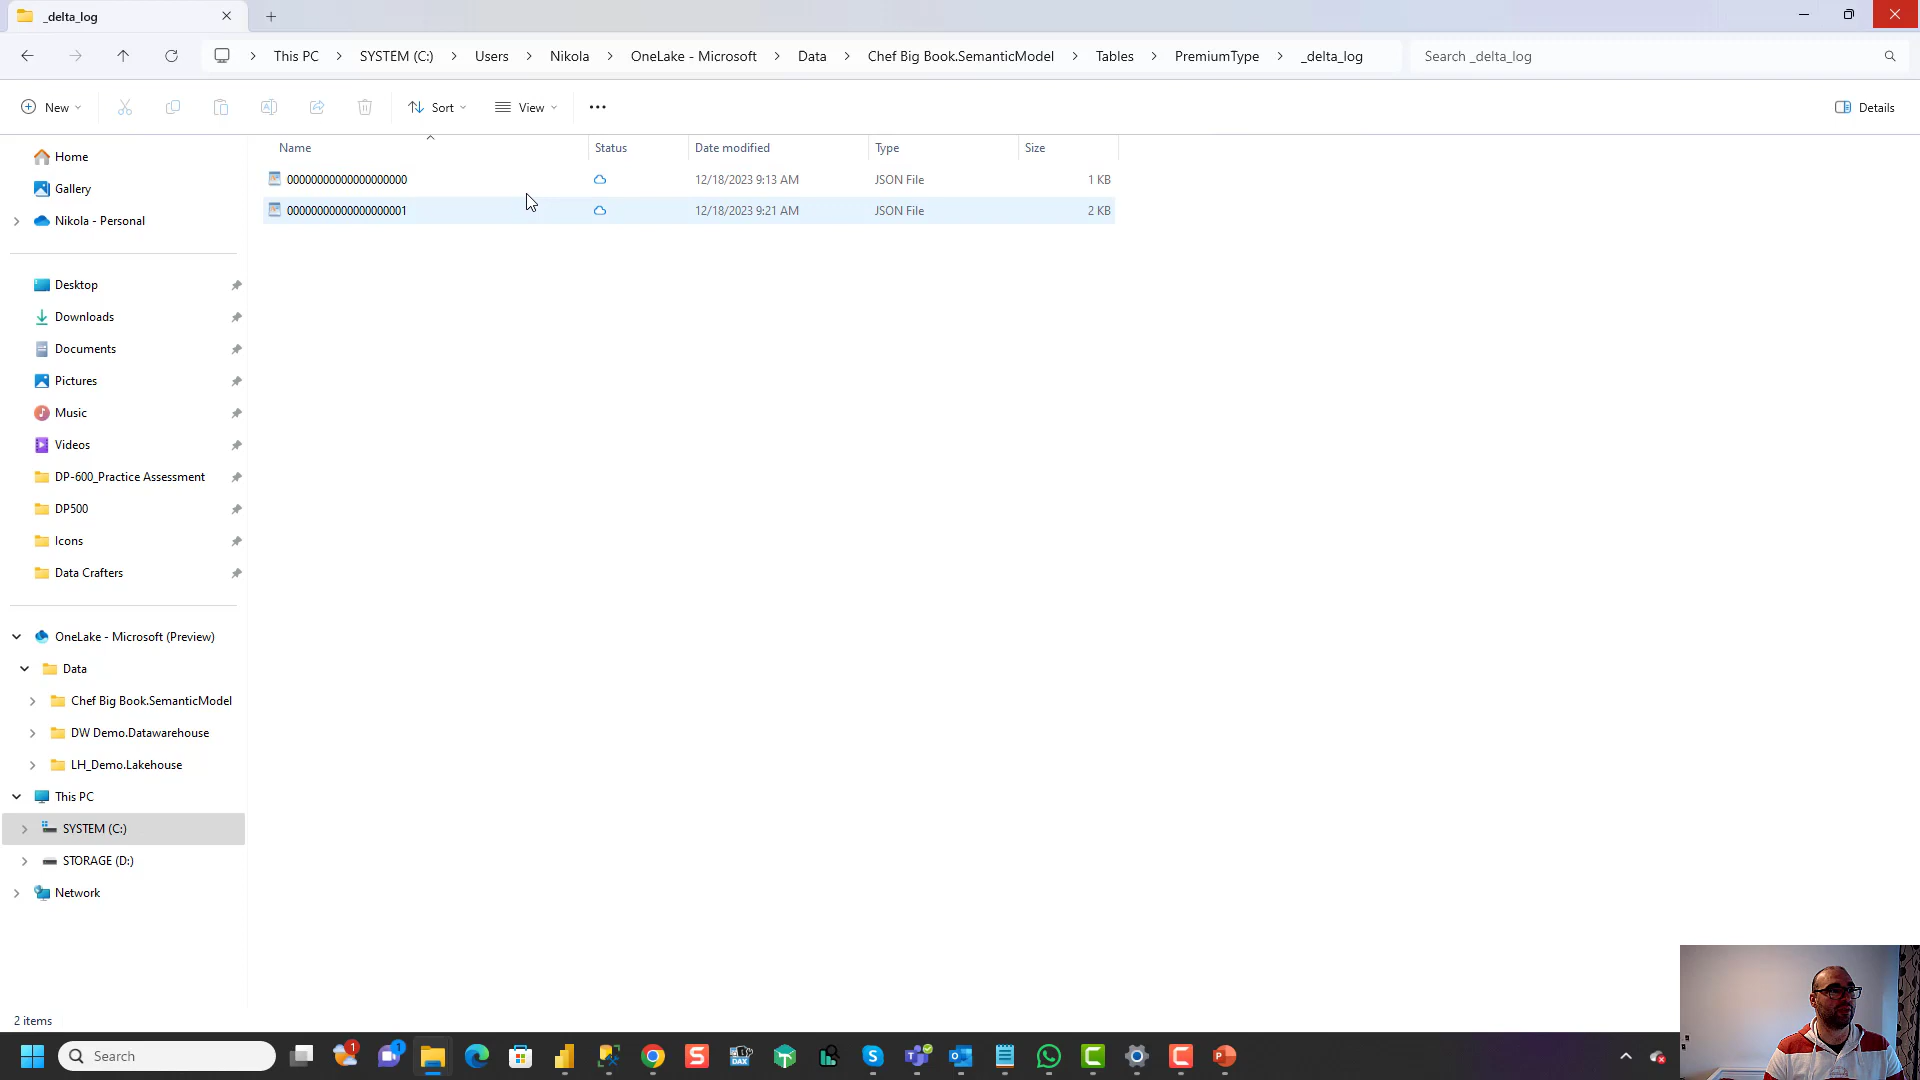 _delta_log
This PC > SYSTEM (C:) > Users > Nikola > OneLake - Microsoft > Data > Chef Big Book.SemanticModel > Tables > PremiumType > _delta_log
Search _delta_log
New
Sort
View
Details
Name Status Date modified Type Size
00000000000000000000 12/18/2023 9:13 AM JSON File 1 KB
00000000000000000001 12/18/2023 9:21 AM JSON File 2 KB
Home
Gallery
Nikola - Personal
Desktop
Downloads
Documents
Pictures
Music
Videos
DP-600_Practice Assessment
DP500
Icons
Data Crafters
OneLake - Microsoft (Preview)
Data
Chef Big Book.SemanticModel
DW Demo.Datawarehouse
LH_Demo.Lakehouse
This PC
SYSTEM (C:)
STORAGE (D:)
Network
2 items
Search
1
1
S
DAX